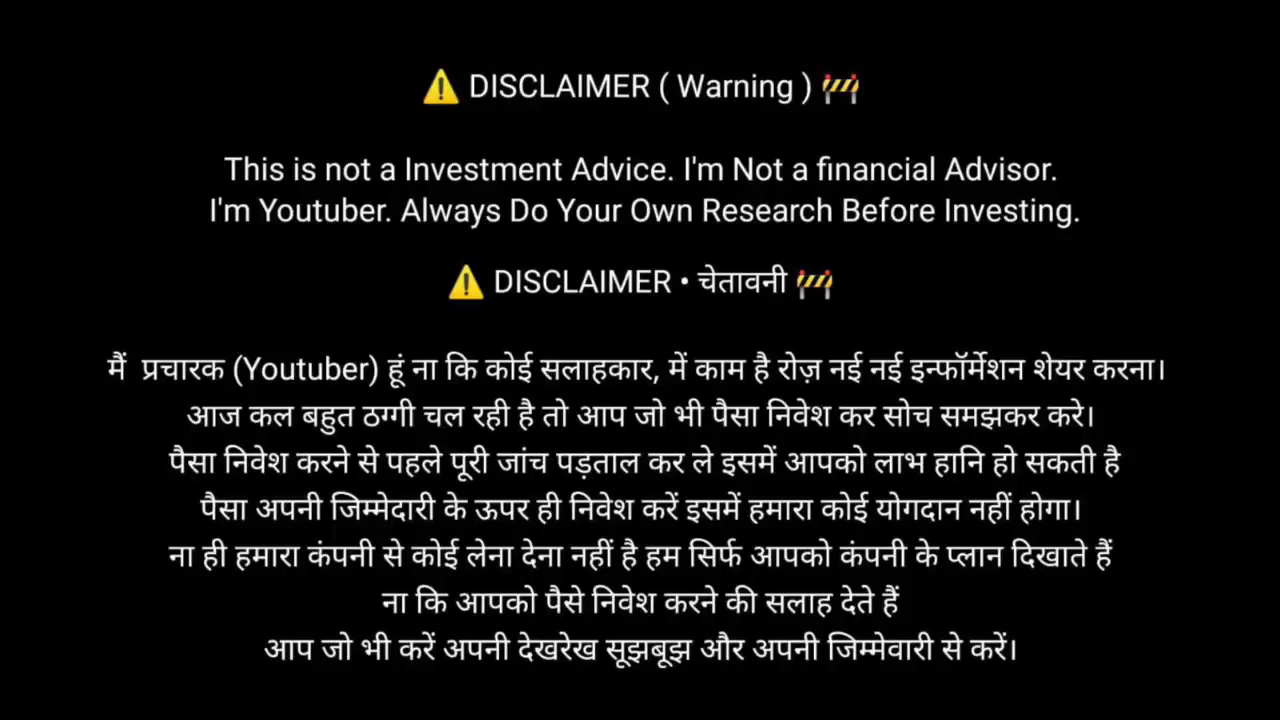 ⚠️ DISCLAIMER ( Warning ) 🚧
This is not a Investment Advice. I'm Not a financial Advisor.
I'm Youtuber. Always Do Your Own Research Before Investing.
⚠️ DISCLAIMER • चेतावनी 🚧
मैं प्रचारक (Youtuber) हूं ना कि कोई सलाहकार, में काम है रोज़ नई नई इन्फॉर्मेशन शेयर करना।
आज कल बहुत ठग्गी चल रही है तो आप जो भी पैसा निवेश कर सोच समझकर करे।
पैसा निवेश करने से पहले पूरी जांच पड़ताल कर ले इसमें आपको लाभ हानि हो सकती है
पैसा अपनी जिम्मेदारी के ऊपर ही निवेश करें इसमें हमारा कोई योगदान नहीं होगा।
ना ही हमारा कंपनी से कोई लेना देना नहीं है हम सिर्फ आपको कंपनी के प्लान दिखाते हैं
ना कि आपको पैसे निवेश करने की सलाह देते हैं
आप जो भी करें अपनी देखरेख सूझबूझ और अपनी जिम्मेवारी से करें।